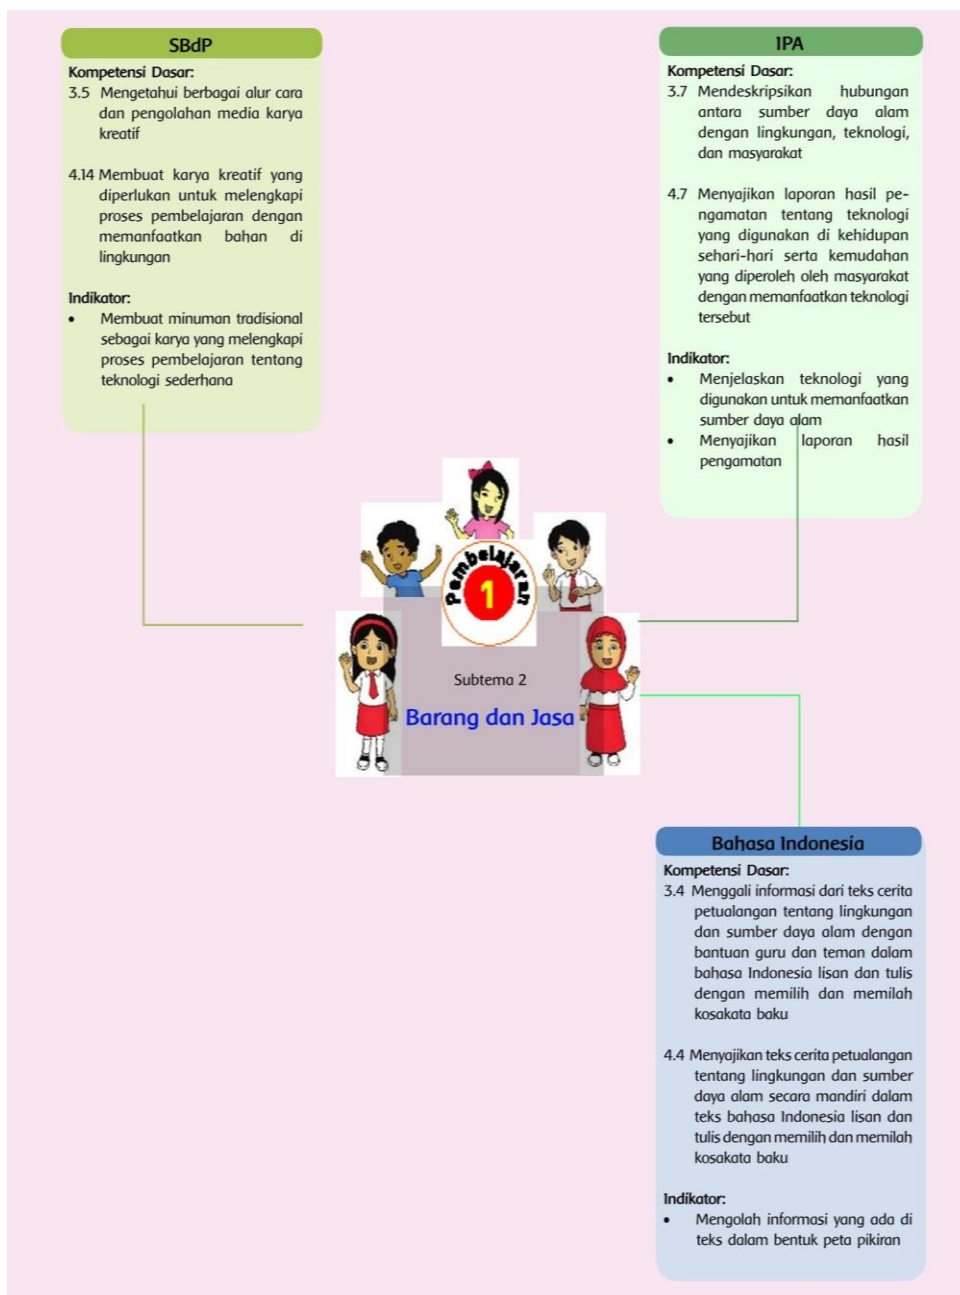 SBdP
Kompetensi Dasar:
3.5 Mengetahui berbagai alur cara
dan pengolahan media karya
kreatif
4.14 Membuat karya kreatif yang
diperlukan untuk melengkapi
proses pembelajaran dengan
memanfaatkan bahan di
lingkungan
Indikator:
• Membuat minuman tradisional
sebagai karya yang melengkapi
proses pembelajaran tentang
teknologi sederhana
IPA
Kompetensi Dasar:
3.7 Mendeskripsikan hubungan
antara sumber daya alam
dengan lingkungan, teknologi,
dan masyarakat
4.7 Menyajikan laporan hasil pe-
ngamatan tentang teknologi
yang digunakan di kehidupan
sehari-hari serta kemudahan
yang diperoleh oleh masyarakat
dengan memanfaatkan teknologi
tersebut
Indikator:
• Menjelaskan teknologi yang
digunakan untuk memanfaatkan
sumber daya alam
• Menyajikan laporan hasil
pengamatan
Pembelajaran
1
Subtema 2
Barang dan Jasa
Bahasa Indonesia
Kompetensi Dasar:
3.4 Menggali informasi dari teks cerita
petualangan tentang lingkungan
dan sumber daya alam dengan
bantuan guru dan teman dalam
bahasa Indonesia lisan dan tulis
dengan memilih dan memilah
kosakata baku
4.4 Menyajikan teks cerita petualangan
tentang lingkungan dan sumber
daya alam secara mandiri dalam
teks bahasa Indonesia lisan dan
tulis dengan memilih dan memilah
kosakata baku
Indikator:
• Mengolah informasi yang ada di
teks dalam bentuk peta pikiran